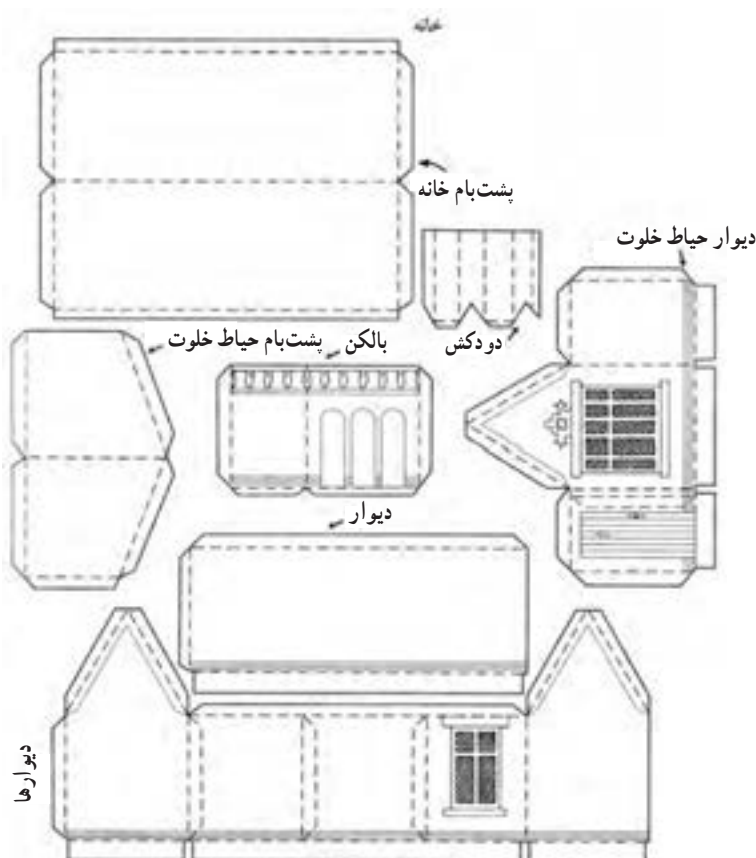 خانه
پشت‌بام خانه
دیوار حیاط خلوت
دودکش
بالکن
پشت‌بام حیاط خلوت
دیوار
دیوارها